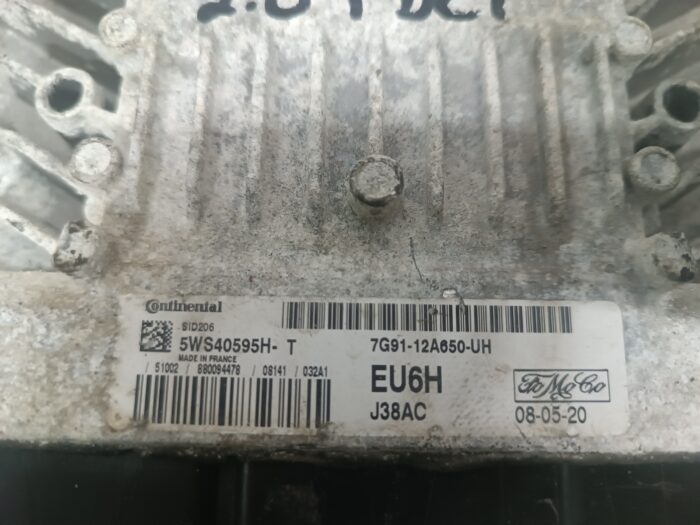 Continental
SID206
5WS40595H- T
MADE IN FRANCE
/ 51002 / 880094478 / 08141 / 032A1
7G91-12A650-UH
EU6H
J38AC
FoMoCo
08-05-20